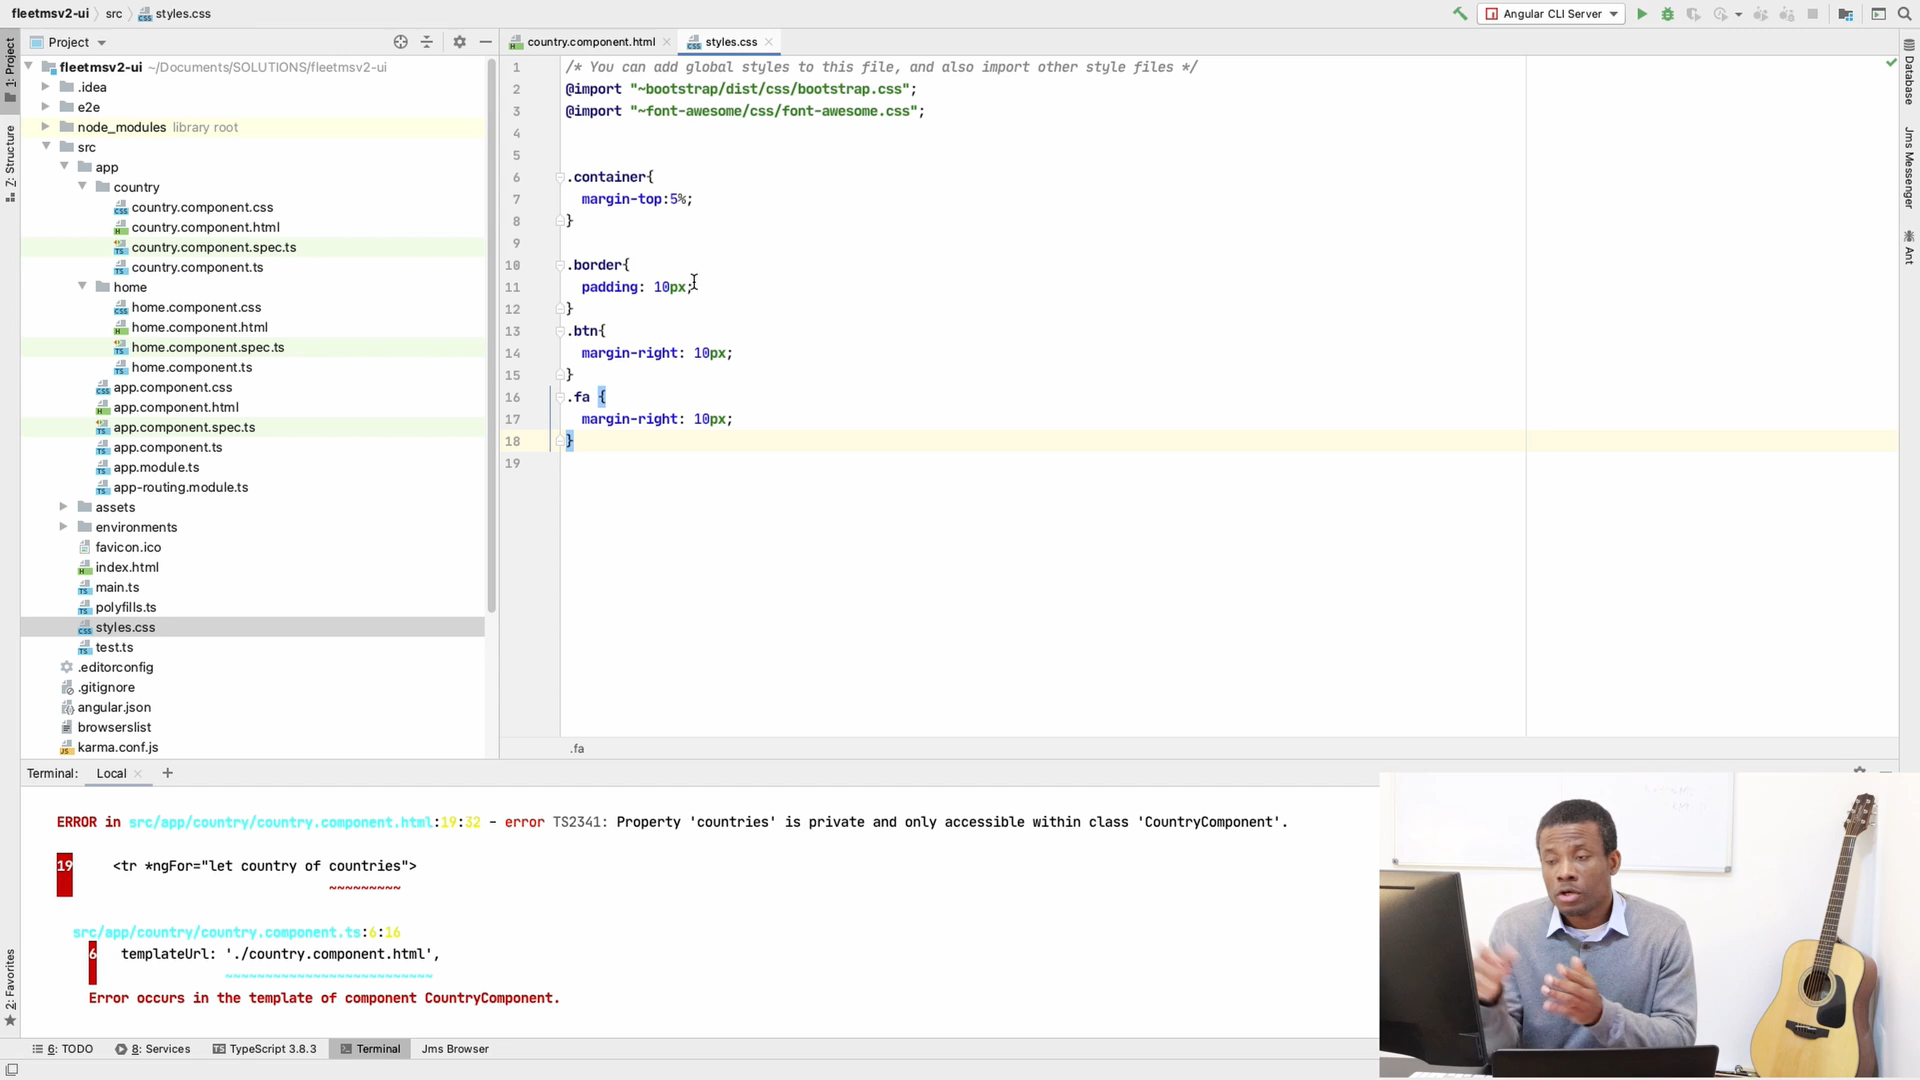 fleetmsv2-ui
src
styles.css
Angular CLI Server
Project
country.component.html
styles.css
1: Project
Z: Structure
2: Favorites
fleetmsv2-ui ~/Documents/SOLUTIONS/fleetmsv2-ui
.idea
e2e
node_modules library root
src
app
country
country.component.css
country.component.html
country.component.spec.ts
country.component.ts
home
home.component.css
home.component.html
home.component.spec.ts
home.component.ts
app.component.css
app.component.html
app.component.spec.ts
app.component.ts
app.module.ts
app-routing.module.ts
assets
environments
favicon.ico
index.html
main.ts
polyfills.ts
styles.css
test.ts
.editorconfig
.gitignore
angular.json
browserslist
karma.conf.js
1 /* You can add global styles to this file, and also import other style files */
2 @import "~bootstrap/dist/css/bootstrap.css";
3 @import "~font-awesome/css/font-awesome.css";
4
5
6 .container{
7 margin-top:5%;
8 }
9
10 .border{
11 padding: 10px;
12 }
13 .btn{
14 margin-right: 10px;
15 }
16 .fa {
17 margin-right: 10px;
18 }
19
.fa
Database
Jms Messenger
Ant
Terminal: Local +
ERROR in src/app/country/country.component.html:19:32 - error TS2341: Property 'countries' is private and only accessible within class 'CountryComponent'.
19 <tr *ngFor="let country of countries">
~~~~~~~~~
src/app/country/country.component.ts:6:16
6 templateUrl: './country.component.html',
~~~~~~~~~~~~~~~~~~~~~~~~~~
Error occurs in the template of component CountryComponent.
6: TODO
8: Services
TypeScript 3.8.3
Terminal
Jms Browser